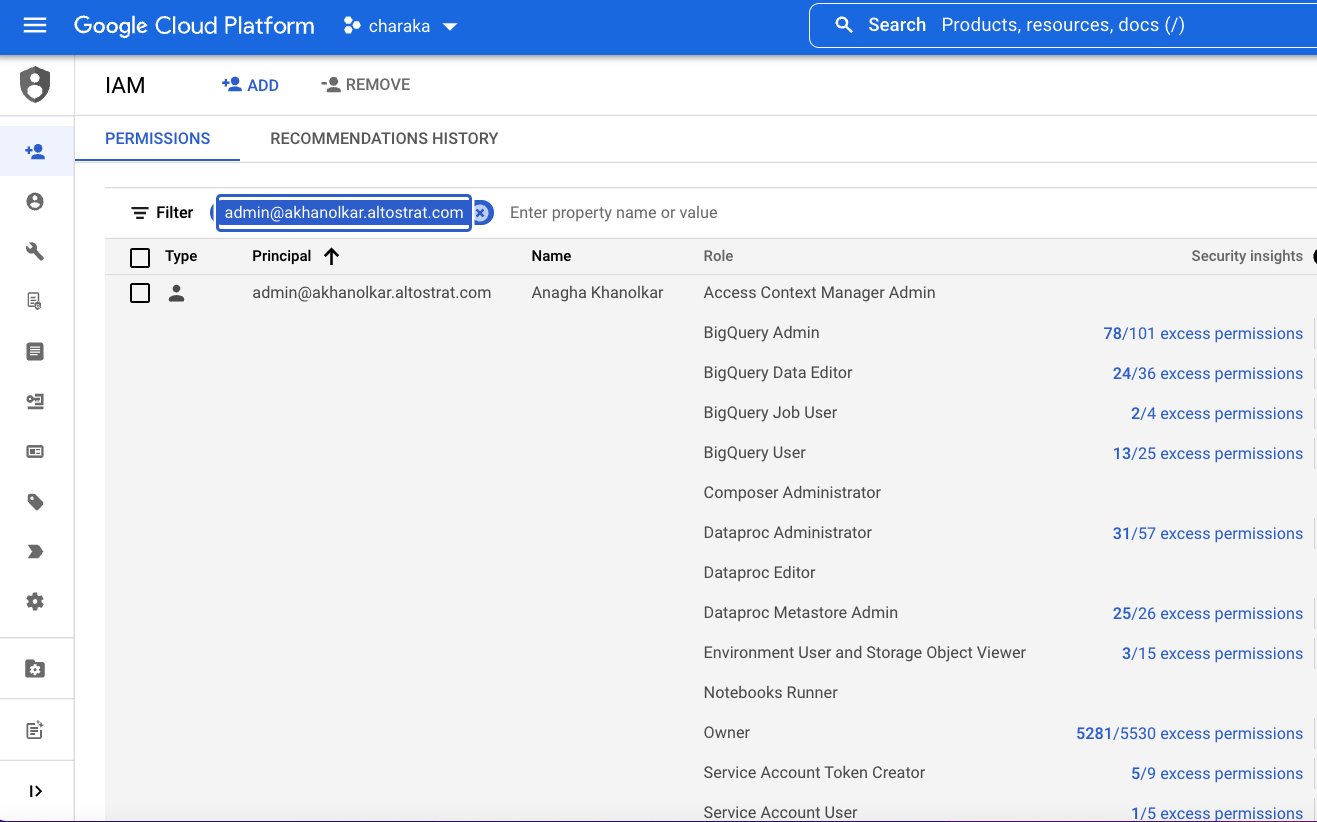 Google Cloud Platform charaka Search Products, resources, docs (/)
IAM ADD REMOVE
PERMISSIONS RECOMMENDATIONS HISTORY
Filter admin@akhanolkar.altostrat.com Enter property name or value
Type Principal Name Role Security insights
admin@akhanolkar.altostrat.com Anagha Khanolkar Access Context Manager Admin
BigQuery Admin 78/101 excess permissions
BigQuery Data Editor 24/36 excess permissions
BigQuery Job User 2/4 excess permissions
BigQuery User 13/25 excess permissions
Composer Administrator
Dataproc Administrator 31/57 excess permissions
Dataproc Editor
Dataproc Metastore Admin 25/26 excess permissions
Environment User and Storage Object Viewer 3/15 excess permissions
Notebooks Runner
Owner 5281/5530 excess permissions
Service Account Token Creator 5/9 excess permissions
Service Account User 1/5 excess permissions